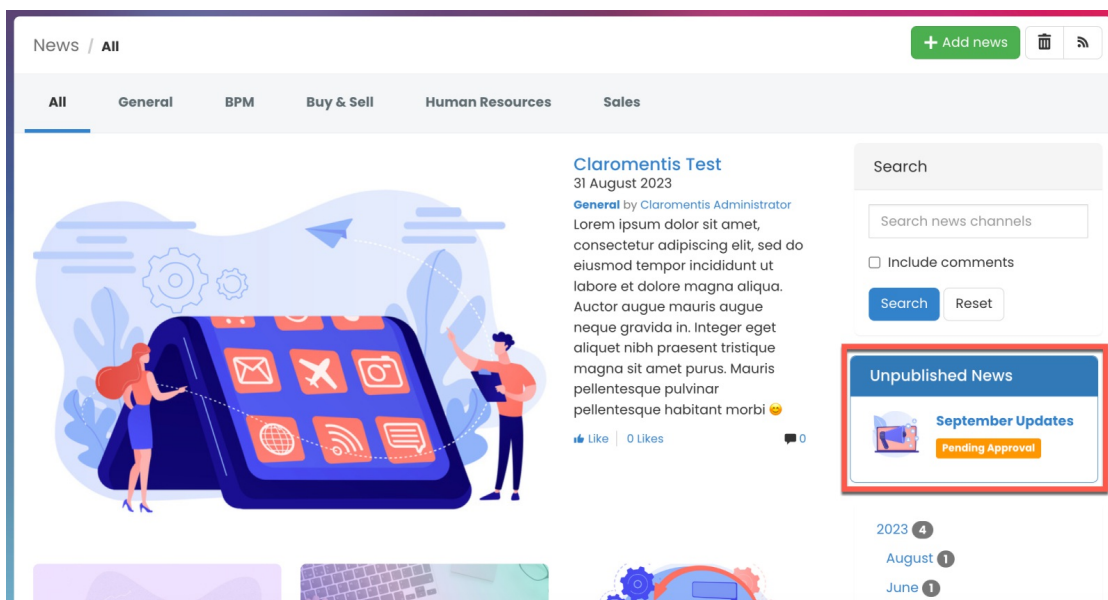 News / All
+ Add news
All General BPM Buy & Sell Human Resources Sales
Claromentis Test
31 August 2023
General by Claromentis Administrator
Lorem ipsum dolor sit amet,
consectetur adipiscing elit, sed do
eiusmod tempor incididunt ut
labore et dolore magna aliqua.
Auctor augue mauris augue
neque gravida in. Integer eget
aliquet nibh praesent tristique
magna sit amet purus. Mauris
pellentesque pulvinar
pellentesque habitant morbi 😊
Like 0 Likes 0
Search
Search news channels
Include comments
Search Reset
Unpublished News
September Updates
Pending Approval
2023 4
August 1
June 1